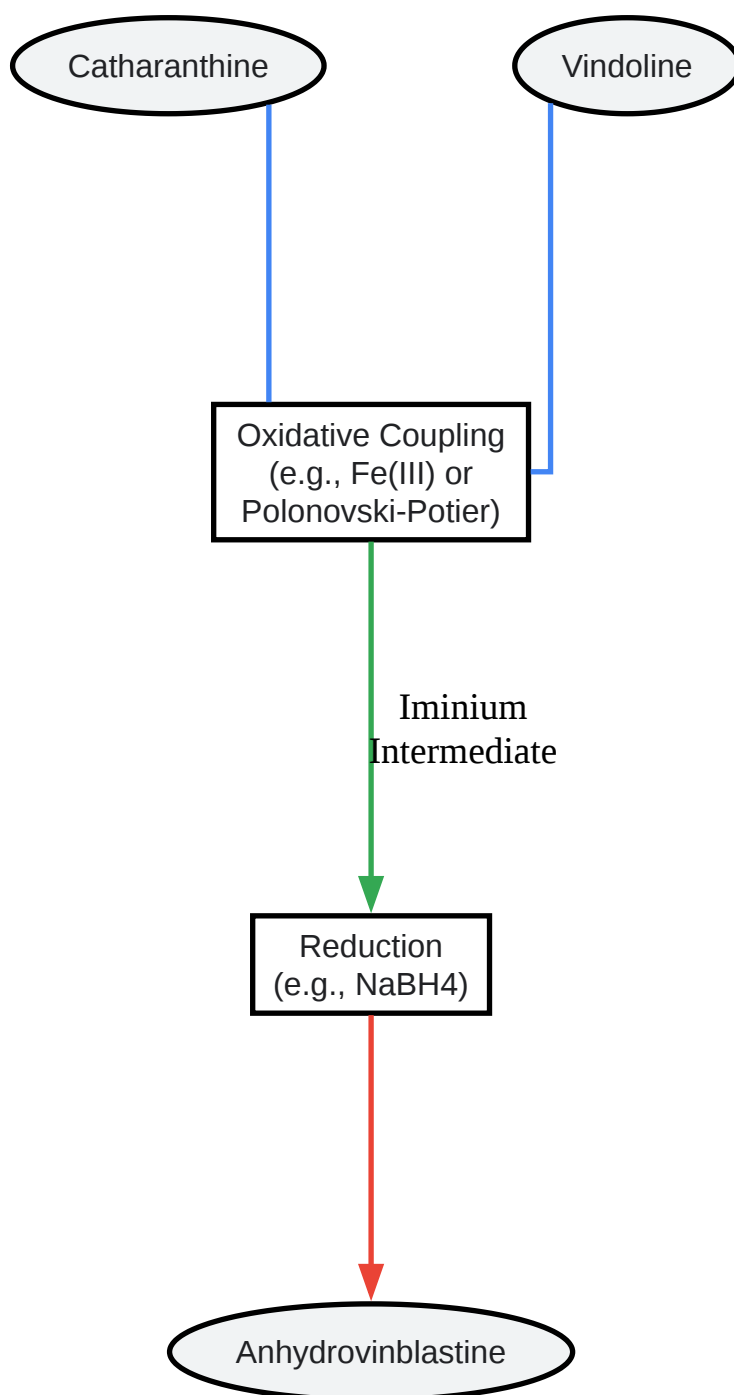 Catharanthine
Vindoline
Oxidative Coupling
(e.g., Fe(III) or
Polonovski-Potier)
Iminium
Intermediate
Reduction
(e.g., NaBH4)
Anhydrovinblastine